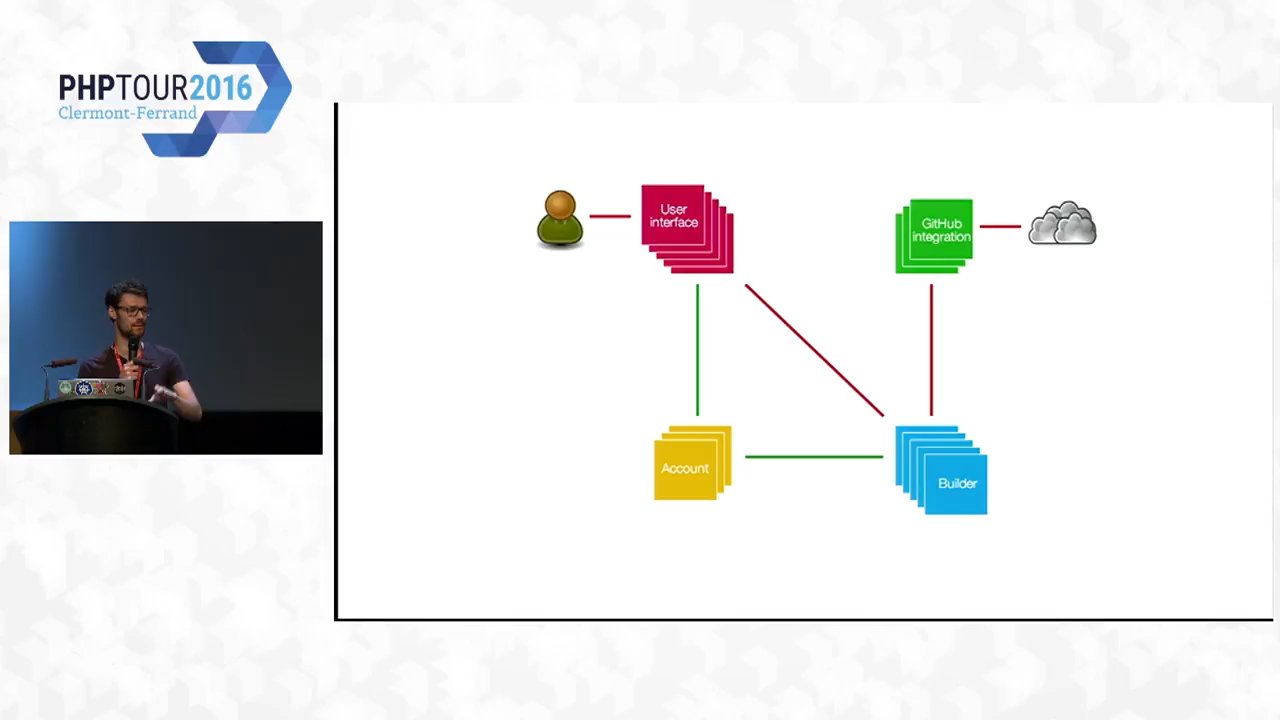 PHPTOUR2016
Clermont-Ferrand
User
interface
GitHub
integration
Account
Builder